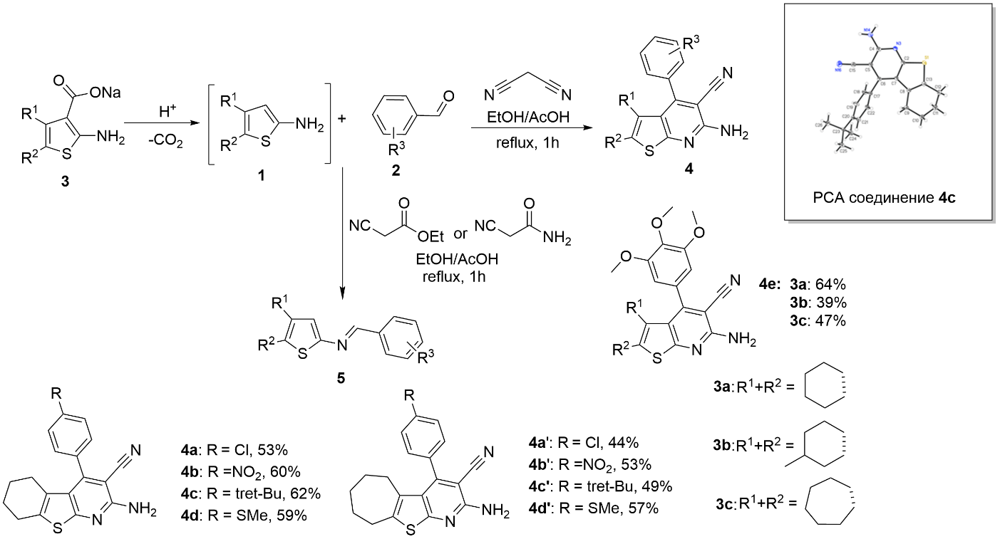 O
ONa
R¹
NH₂
R²
S
3
H⁺
-CO₂
R¹
NH₂
R²
S
1
+
O
R³
2
N
N
EtOH/AcOH
reflux, 1h
R³
N
R¹
R²
S
N
NH₂
4
PCA соединение 4c
NC
O
OEt
or
NC
O
NH₂
EtOH/AcOH
reflux, 1h
R¹
R²
S
N
R³
5
O
O
O
N
R¹
R²
S
N
NH₂
4e: 3a: 64%
3b: 39%
3c: 47%
3a:R¹+R² =
3b:R¹+R² =
3c:R¹+R² =
R
N
S
N
NH₂
4a: R = Cl, 53%
4b: R =NO₂, 60%
4c: R = tret-Bu, 62%
4d: R = SMe, 59%
R
N
S
N
NH₂
4a': R = Cl, 44%
4b': R =NO₂, 53%
4c': R = tret-Bu, 49%
4d': R = SMe, 57%